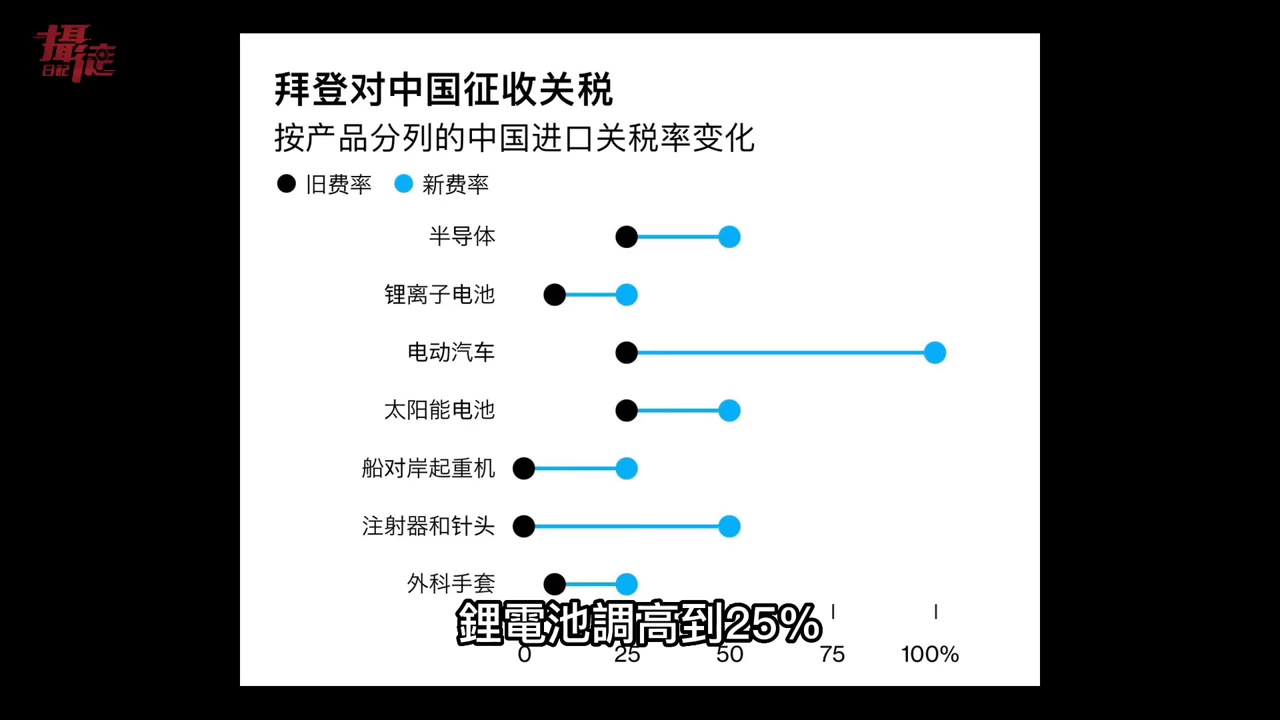 攝徒
日記
拜登对中国征收关税
按产品分列的中国进口关税率变化
旧费率 新费率
半导体
锂离子电池
电动汽车
太阳能电池
船对岸起重机
注射器和针头
外科手套
鋰電池調高到25%
0 25 50 75 100%